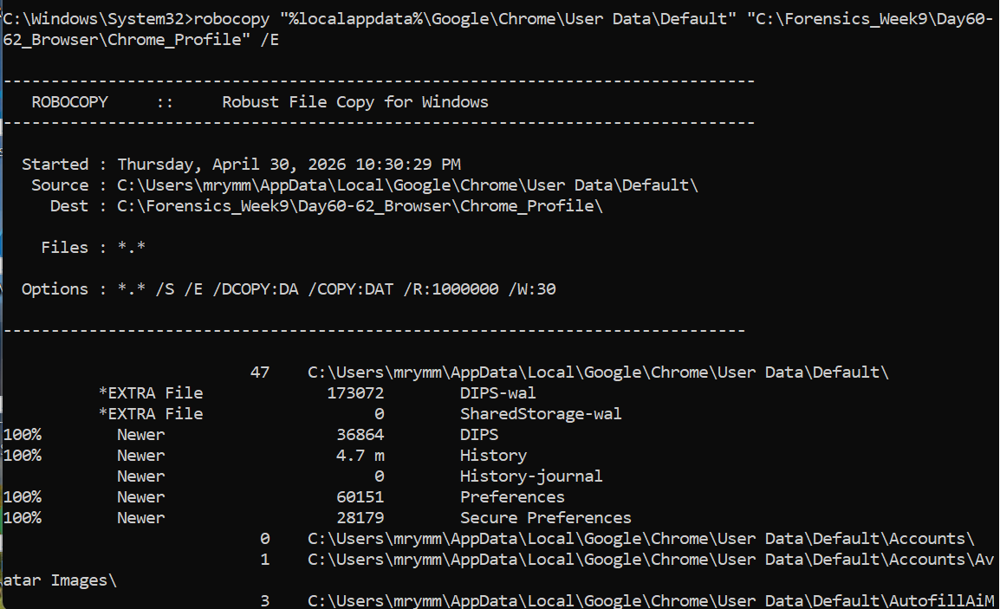 C:\Windows\System32>robocopy "%localappdata%\Google\Chrome\User Data\Default" "C:\Forensics_Week9\Day60-
62_Browser\Chrome_Profile" /E
-------------------------------------------------------------------------------
ROBOCOPY     ::     Robust File Copy for Windows
-------------------------------------------------------------------------------
Started : Thursday, April 30, 2026 10:30:29 PM
Source : C:\Users\mrymm\AppData\Local\Google\Chrome\User Data\Default\
Dest : C:\Forensics_Week9\Day60-62_Browser\Chrome_Profile\
Files : *.*
Options : *.* /S /E /DCOPY:DA /COPY:DAT /R:1000000 /W:30
------------------------------------------------------------------------------
47    C:\Users\mrymm\AppData\Local\Google\Chrome\User Data\Default\
*EXTRA File             173072        DIPS-wal
*EXTRA File                  0        SharedStorage-wal
100%        Newer                  36864        DIPS
100%        Newer                  4.7 m        History
Newer                      0        History-journal
100%        Newer                  60151        Preferences
100%        Newer                  28179        Secure Preferences
0    C:\Users\mrymm\AppData\Local\Google\Chrome\User Data\Default\Accounts\
1    C:\Users\mrymm\AppData\Local\Google\Chrome\User Data\Default\Accounts\Av
atar Images\
3    C:\Users\mrymm\AppData\Local\Google\Chrome\User Data\Default\AutofillAiM